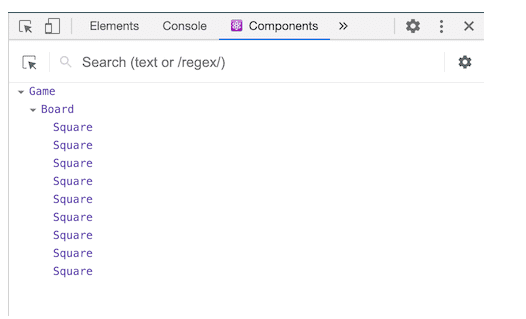 Elements Console Components »
Search (text or /regex/)
Game
Board
Square
Square
Square
Square
Square
Square
Square
Square
Square